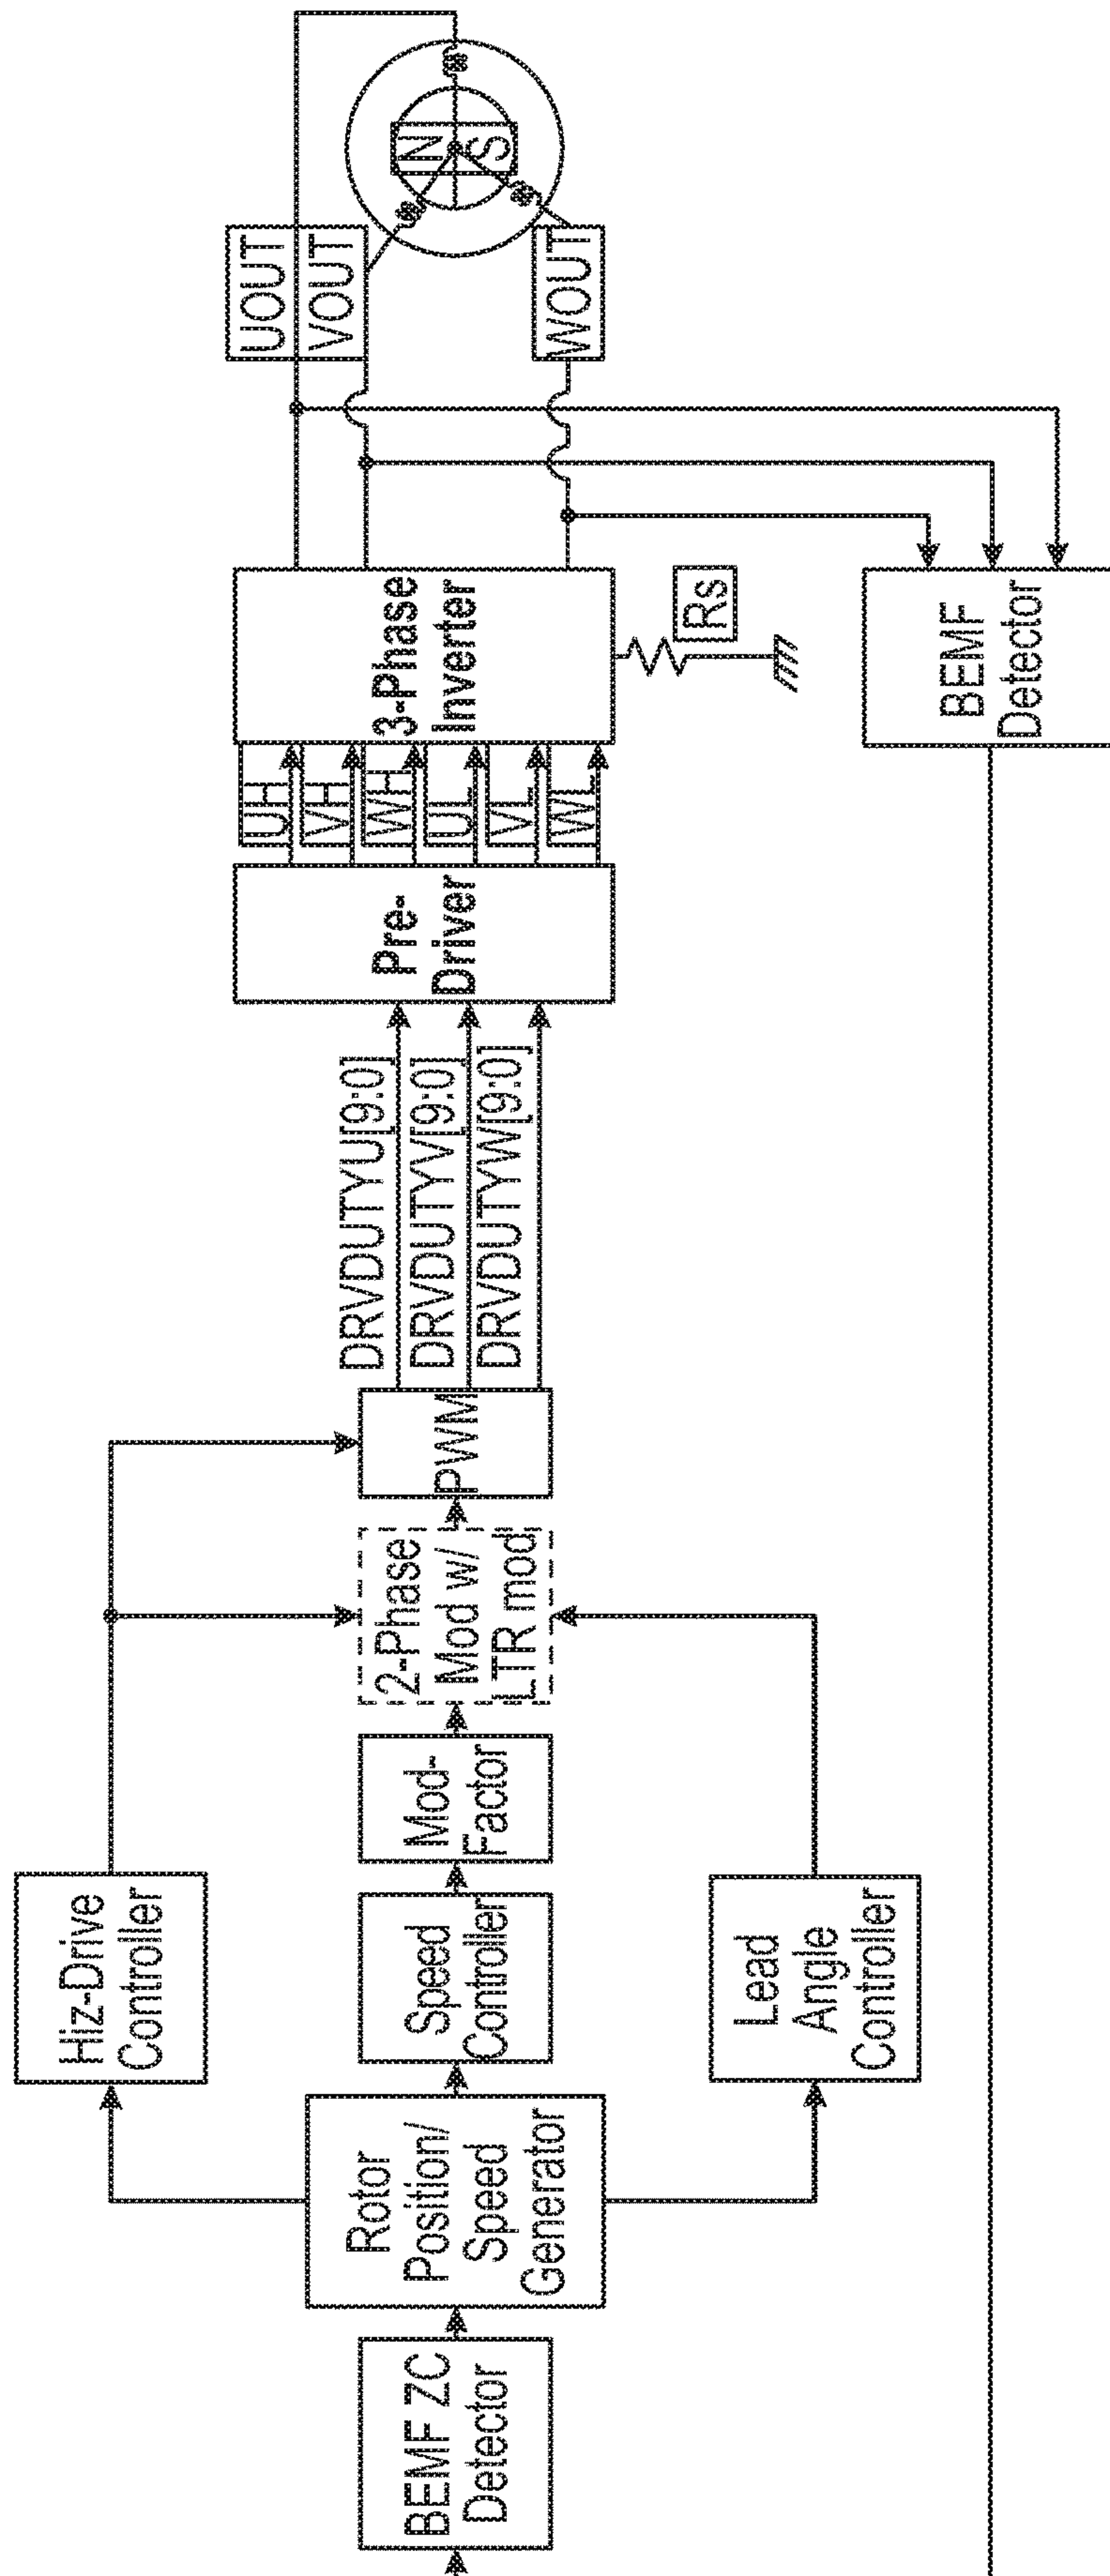 BEMF ZC
Detector
Rotor
Position/
Speed
Generator
Hiz-Drive
Controller
Speed
Controller
Lead
Angle
Controller
Mod-
Factor
2-Phase
Mod w/
LTR mod
PWM
DRVDUTYU[9:0]
DRVDUTYV[9:0]
DRVDUTYW[9:0]
Pre-
Driver
UH
VH
WH
UL
VL
WL
3-Phase
Inverter
Rs
BEMF
Detector
UOUT
VOUT
WOUT
N
S